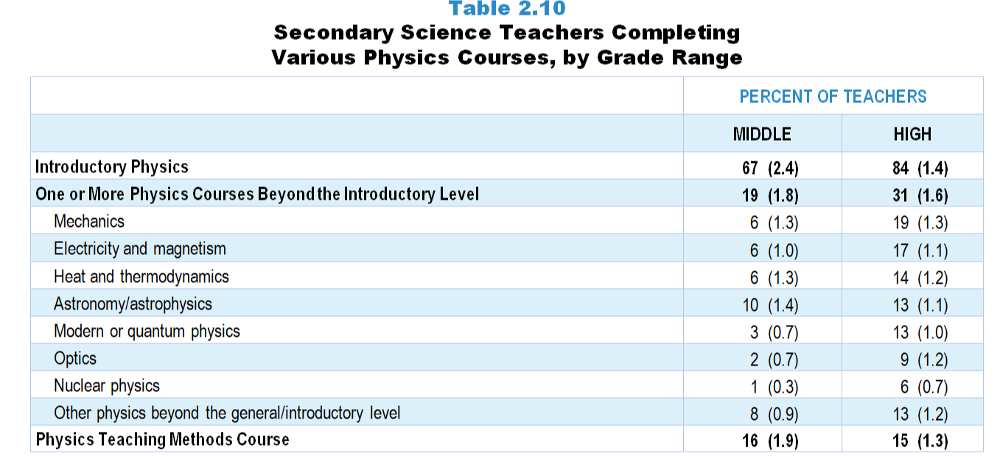 Table 2.10
Secondary Science Teachers Completing
Various Physics Courses, by Grade Range
PERCENT OF TEACHERS
MIDDLE HIGH
Introductory Physics 67 (2.4) 84 (1.4)
One or More Physics Courses Beyond the Introductory Level 19 (1.8) 31 (1.6)
Mechanics 6 (1.3) 19 (1.3)
Electricity and magnetism 6 (1.0) 17 (1.1)
Heat and thermodynamics 6 (1.3) 14 (1.2)
Astronomy/astrophysics 10 (1.4) 13 (1.1)
Modern or quantum physics 3 (0.7) 13 (1.0)
Optics 2 (0.7) 9 (1.2)
Nuclear physics 1 (0.3) 6 (0.7)
Other physics beyond the general/introductory level 8 (0.9) 13 (1.2)
Physics Teaching Methods Course 16 (1.9) 15 (1.3)